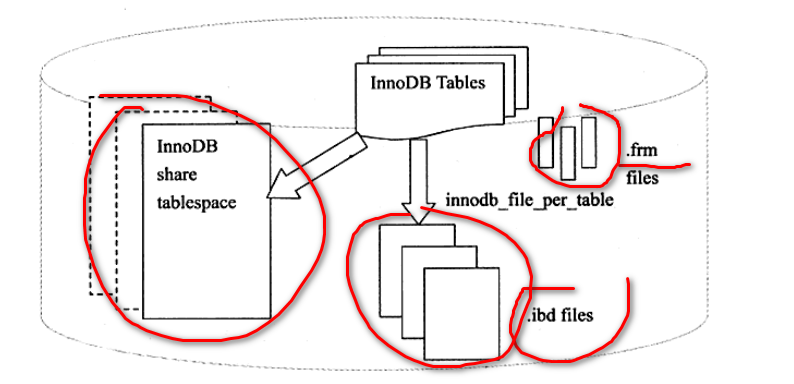 InnoDB Tables
InnoDB
share
tablespace
.frm
files
innodb_file_per_table
.ibd files